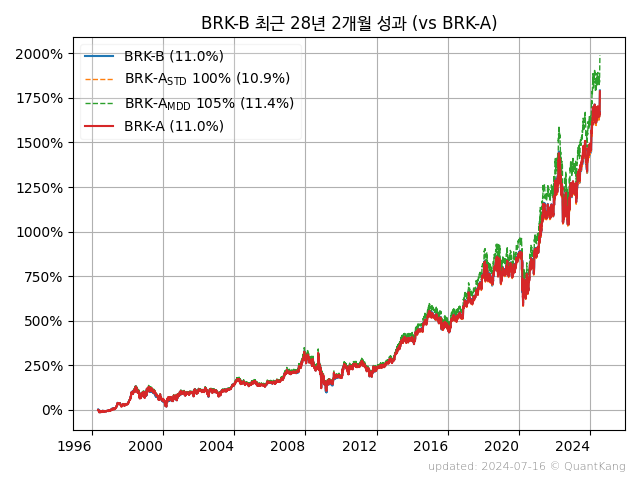 BRK-B 최근 28년 2개월 성과 (vs BRK-A)
2000%
1750%
1500%
1250%
1000%
750%
500%
250%
0%
BRK-B (11.0%)
BRK-A_STD 100% (10.9%)
BRK-A_MDD 105% (11.4%)
BRK-A (11.0%)
1996 2000 2004 2008 2012 2016 2020 2024
updated: 2024-07-16 © QuantKang